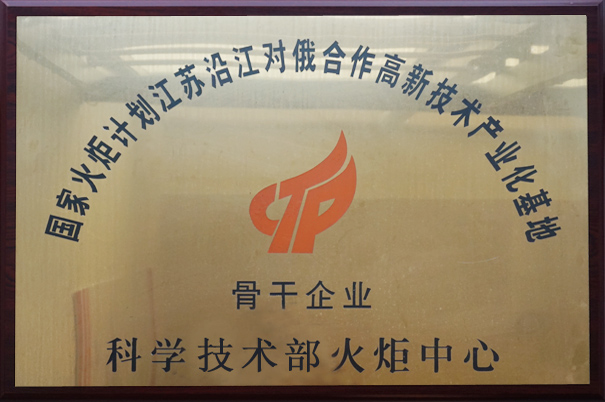 国家火炬计划江苏沿江对俄合作高新技术产业化基地
CTP
骨干企业
科学技术部火炬中心